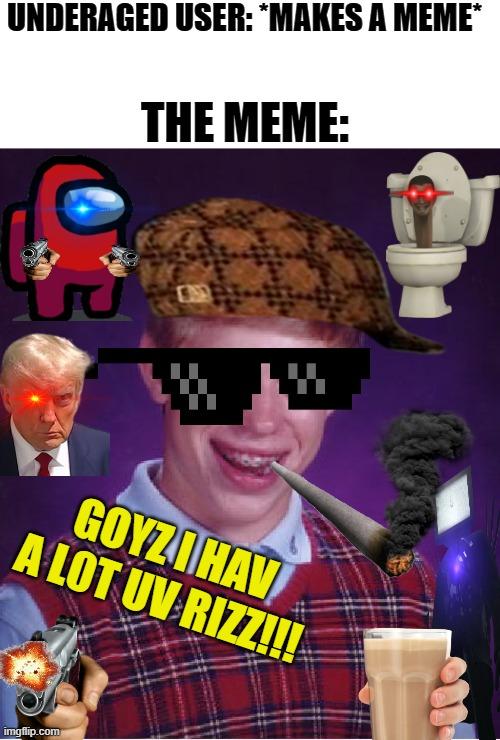 UNDERAGED USER: *MAKES A MEME*
THE MEME:
GOYZ I HAV
A LOT UV RIZZ!!!
imgflip.com